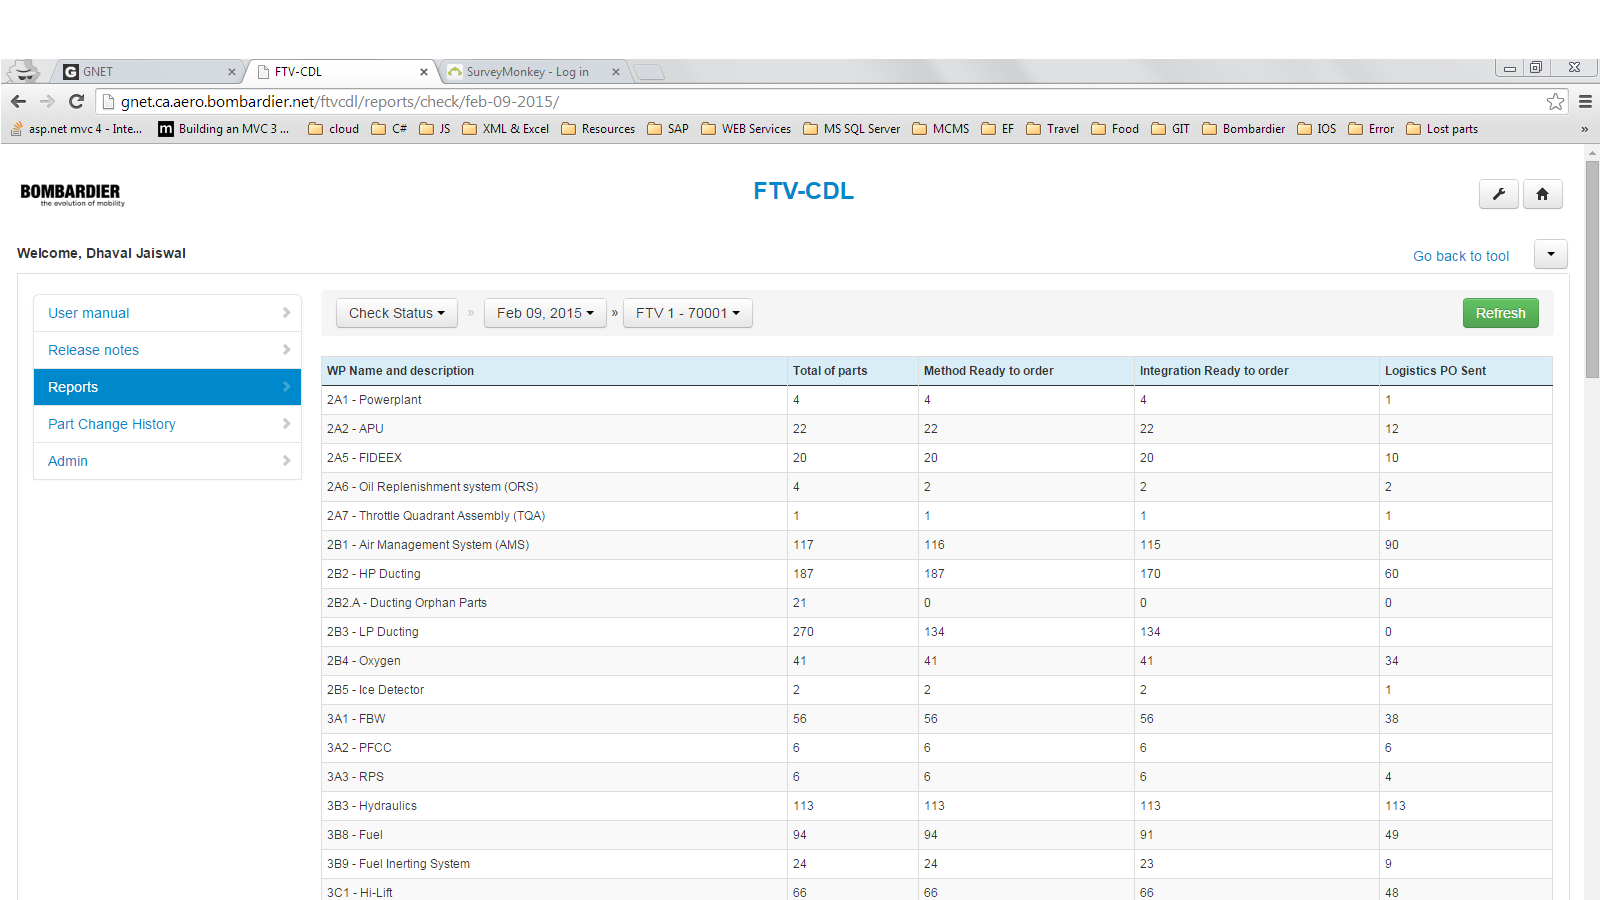 GNET
FTV-CDL
SurveyMonkey - Log in
gnet.ca.aero.bombardier.net/ftvcdl/reports/check/feb-09-2015/
asp.net mvc 4 - Inte... Building an MVC 3 ... cloud C# JS XML & Excel Resources SAP WEB Services MS SQL Server MCMS EF Travel Food GIT Bombardier IOS Error Lost parts »
BOMBARDIER
the evolution of mobility
FTV-CDL
Welcome, Dhaval Jaiswal
Go back to tool
User manual
Release notes
Reports
Part Change History
Admin
Check Status » Feb 09, 2015 » FTV 1 - 70001
Refresh
WP Name and description Total of parts Method Ready to order Integration Ready to order Logistics PO Sent
2A1 - Powerplant 4 4 4 1
2A2 - APU 22 22 22 12
2A5 - FIDEEX 20 20 20 10
2A6 - Oil Replenishment system (ORS) 4 2 2 2
2A7 - Throttle Quadrant Assembly (TQA) 1 1 1 1
2B1 - Air Management System (AMS) 117 116 115 90
2B2 - HP Ducting 187 187 170 60
2B2.A - Ducting Orphan Parts 21 0 0 0
2B3 - LP Ducting 270 134 134 0
2B4 - Oxygen 41 41 41 34
2B5 - Ice Detector 2 2 2 1
3A1 - FBW 56 56 56 38
3A2 - PFCC 6 6 6 6
3A3 - RPS 6 6 6 4
3B3 - Hydraulics 113 113 113 113
3B8 - Fuel 94 94 91 49
3B9 - Fuel Inerting System 24 24 23 9
3C1 - Hi-Lift 66 66 66 48